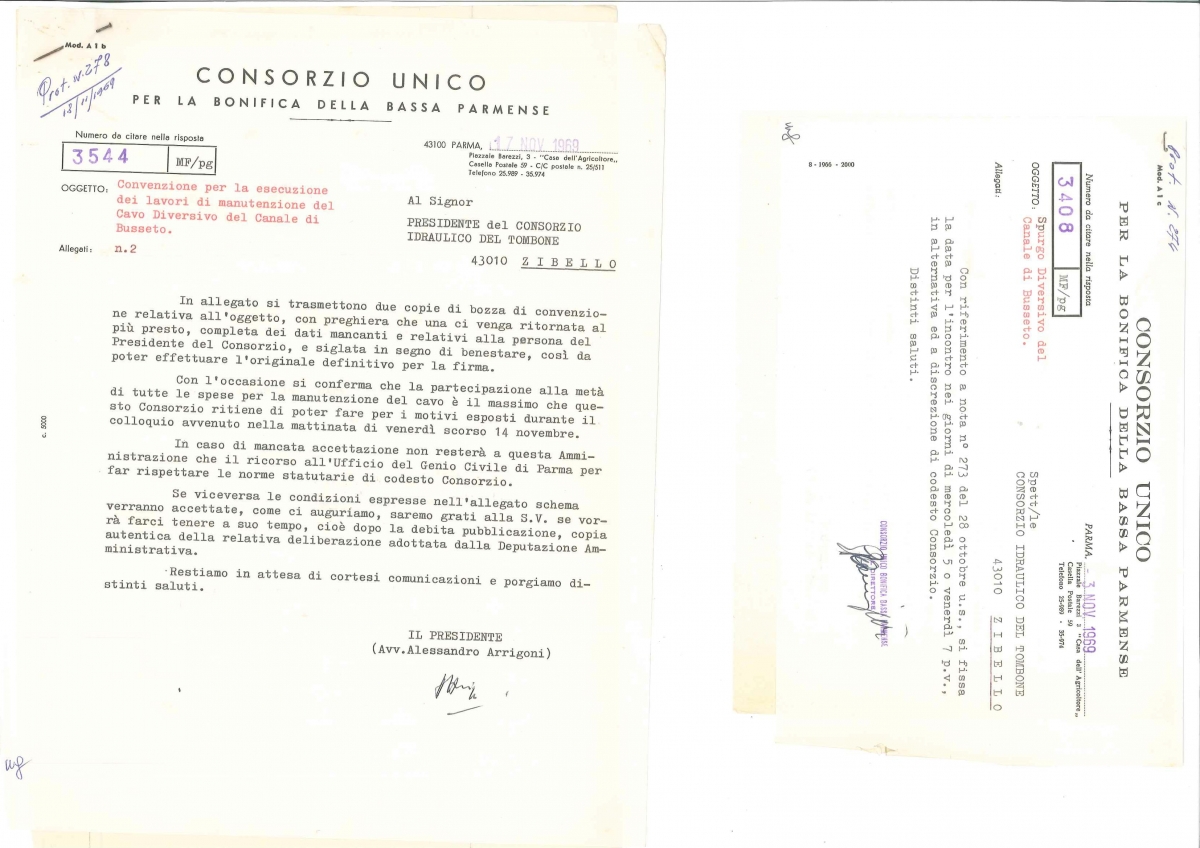 Mod. A 1 b
Prot. N. 278
18/11/1969
CONSORZIO UNICO
PER LA BONIFICA DELLA BASSA PARMENSE
Numero da citare nella risposta
3544 MF/pg
43100 PARMA, 17 NOV 1969
Piazzale Barezzi, 3 - "Casa dell'Agricoltore„
Casella Postale 59 - C/C postale n. 25/511
Telefono 25.989 - 35.974
OGGETTO: Convenzione per la esecuzione
dei lavori di manutenzione del
Cavo Diversivo del Canale di
Busseto.
Allegati: n.2
Al Signor
PRESIDENTE del CONSORZIO
IDRAULICO DEL TOMBONE
43010 ZIBELLO
In allegato si trasmettono due copie di bozza di convenzio-
ne relativa all'oggetto, con preghiera che una ci venga ritornata al
più presto, completa dei dati mancanti e relativi alla persona del
Presidente del Consorzio, e siglata in segno di benestare, così da
poter effettuare l'originale definitivo per la firma.
Con l'occasione si conferma che la partecipazione alla metà
di tutte le spese per la manutenzione del cavo è il massimo che que-
sto Consorzio ritiene di poter fare per i motivi esposti durante il
colloquio avvenuto nella mattinata di venerdì scorso 14 novembre.
In caso di mancata accettazione non resterà a questa Ammi-
nistrazione che il ricorso all'Ufficio del Genio Civile di Parma per
far rispettare le norme statutarie di codesto Consorzio.
Se viceversa le condizioni espresse nell'allegato schema
verranno accettate, come ci auguriamo, saremo grati alla S.V. se vor-
rà farci tenere a suo tempo, cioè dopo la debita pubblicazione, copia
autentica della relativa deliberazione adottata dalla Deputazione Am-
ministrativa.
Restiamo in attesa di cortesi comunicazioni e porgiamo di-
stinti saluti.
IL PRESIDENTE
(Avv.Alessandro Arrigoni)
Prot. N. 274
Mod. A 1 c
CONSORZIO UNICO
PER LA BONIFICA DELLA BASSA PARMENSE
Numero da citare nella risposta
3408 MF/pg
PARMA, - 3 NOV 1969
Piazzale Barezzi 3 "Casa dell'Agricoltore„
Casella Postale 59
Telefono 25-989 - 35-974
OGGETTO: Spurgo Diversivo del
Canale di Busseto.
Allegati:
Spett/le
CONSORZIO IDRAULICO DEL TOMBONE
43010 ZIBELLO
Con riferimento a nota n° 273 del 28 ottobre u.s., si fissa
la data per l'incontro nei giorni di mercoledì 5 o venerdì 7 p.v.,
in alternativa ed a discrezione di codesto Consorzio.
Distinti saluti.
CONSORZIO UNICO BONIFICA BASSA PARMENSE
DIRETTORE
8 - 1966 - 2000